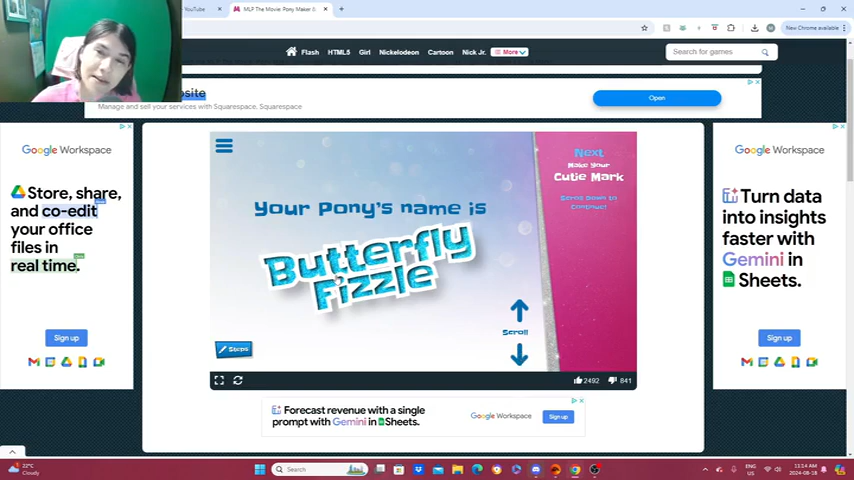 YouTube
MLP The Movie: Pony Maker (
New Chrome available
Flash HTML5 Girl Nickelodeon Cartoon Nick Jr. More
Search for games
Manage and sell your services with Squarespace. Squarespace
Open
Google Workspace
Store, share,
and co-edit
your office
files in
real time.
Sign up
Your Pony's name is
Butterfly
Fizzle
Next
Make your
Cutie Mark
Scroll down to
continue!
Scroll
Steps
2492 841
Forecast revenue with a single
prompt with Gemini in Sheets.
Google Workspace
Sign up
Google Workspace
Turn data
into insights
faster with
Gemini in
Sheets.
Sign up
22°C
Cloudy
Search
ENG
US
11:14 AM
2024-08-18